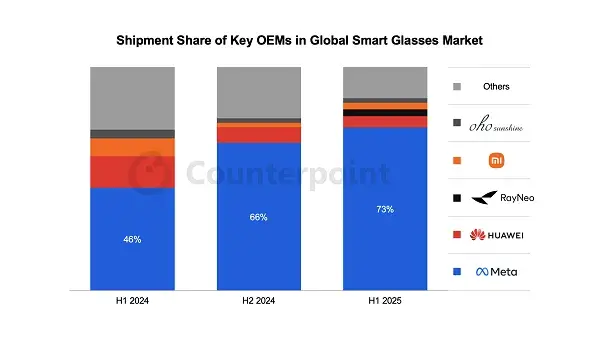 Shipment Share of Key OEMs in Global Smart Glasses Market
Others
oho sunshine
mi
RayNeo
HUAWEI
Meta
Counterpoint
46%
66%
73%
H1 2024
H2 2024
H1 2025